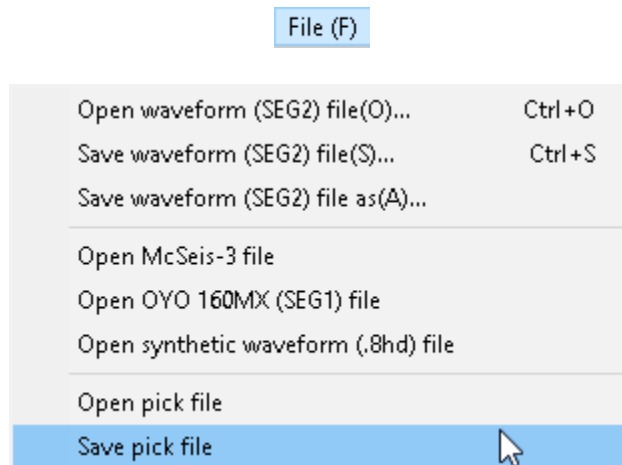 File (F)
Open waveform (SEG2) file(O)... Ctrl+O
Save waveform (SEG2) file(S)... Ctrl+S
Save waveform (SEG2) file as(A)...
Open McSeis-3 file
Open OYO 160MX (SEG1) file
Open synthetic waveform (.8hd) file
Open pick file
Save pick file